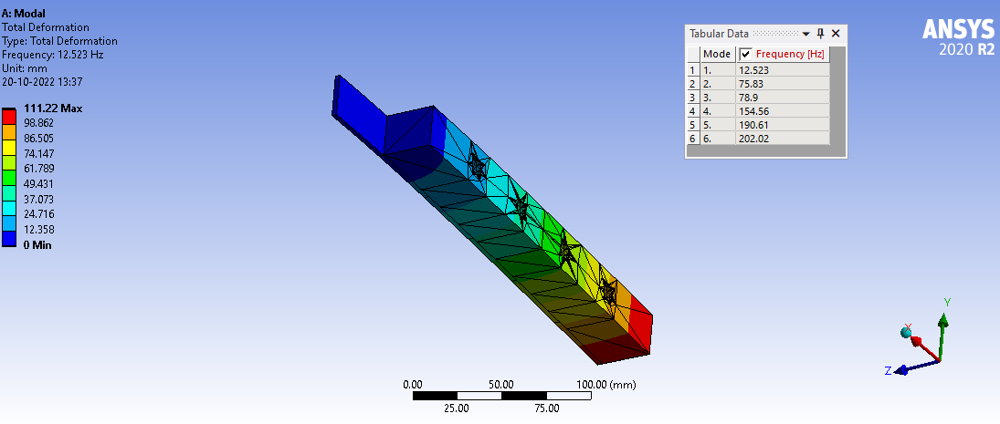 A: Modal
Total Deformation
Type: Total Deformation
Frequency: 12.523 Hz
Unit: mm
20-10-2022 13:37
111.22 Max
98.862
86.505
74.147
61.789
49.431
37.073
24.716
12.358
0 Min
Tabular Data
Mode Frequency [Hz]
1 1. 12.523
2 2. 75.83
3 3. 78.9
4 4. 154.56
5 5. 190.61
6 6. 202.02
ANSYS
2020 R2
0.00 50.00 100.00 (mm)
25.00 75.00
Y
X
Z